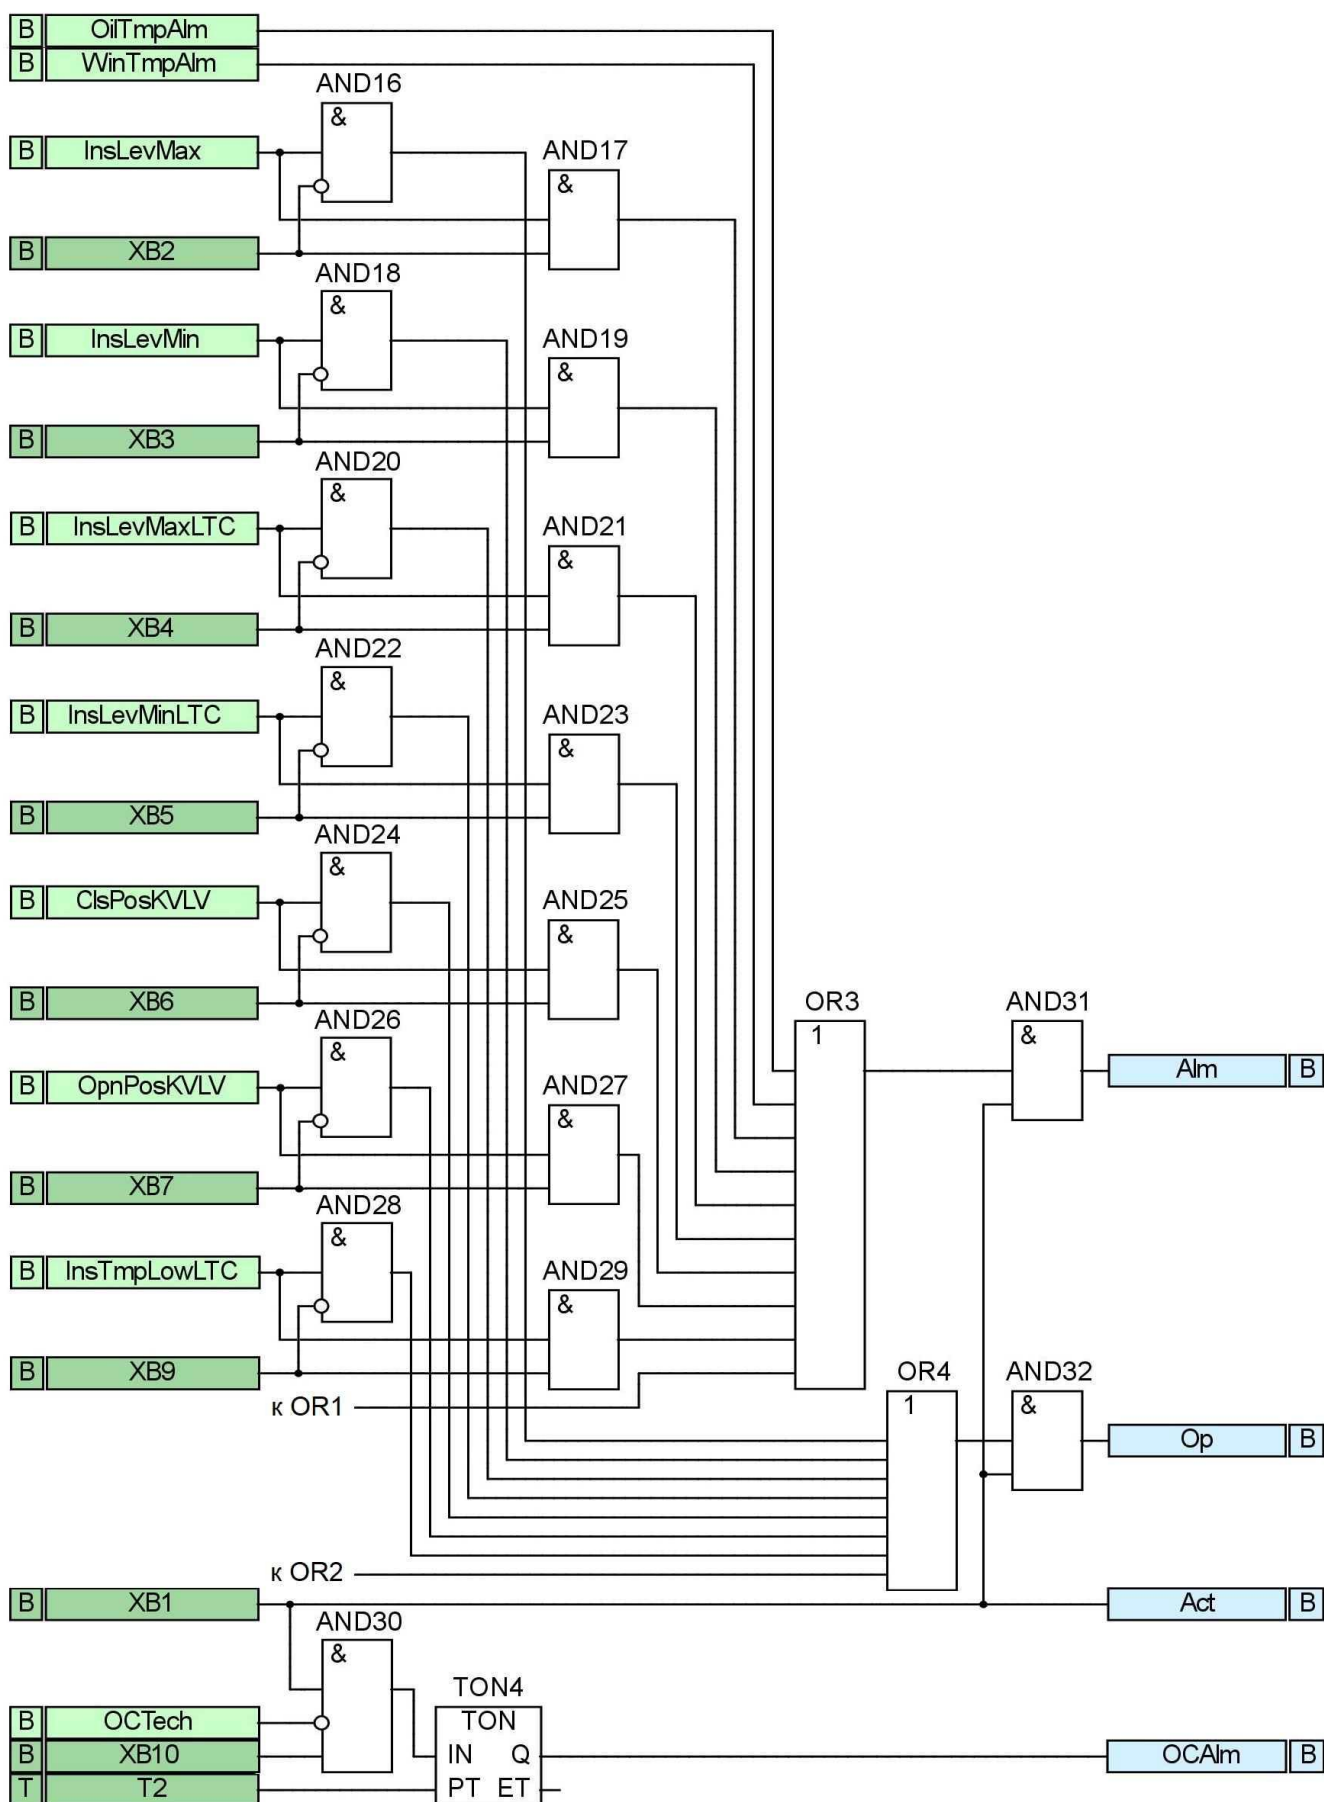 B OilTmpAlm
B WinTmpAlm
AND16
&
B InsLevMax
AND17
&
B XB2
AND18
&
B InsLevMin
AND19
&
B XB3
AND20
&
B InsLevMaxLTC
AND21
&
B XB4
AND22
&
B InsLevMinLTC
AND23
&
B XB5
AND24
&
B ClsPosKVLV
AND25
&
B XB6
OR3
AND31
1
&
AND26
&
Alm B
B OpnPosKVLV
AND27
&
B XB7
AND28
&
B InsTmpLowLTC
AND29
&
B XB9
OR4
AND32
1
&
к OR1
Op B
к OR2
B XB1
Act B
AND30
&
TON4
B OCTech
TON
B XB10
IN Q
OCAlm B
T T2
PT ET